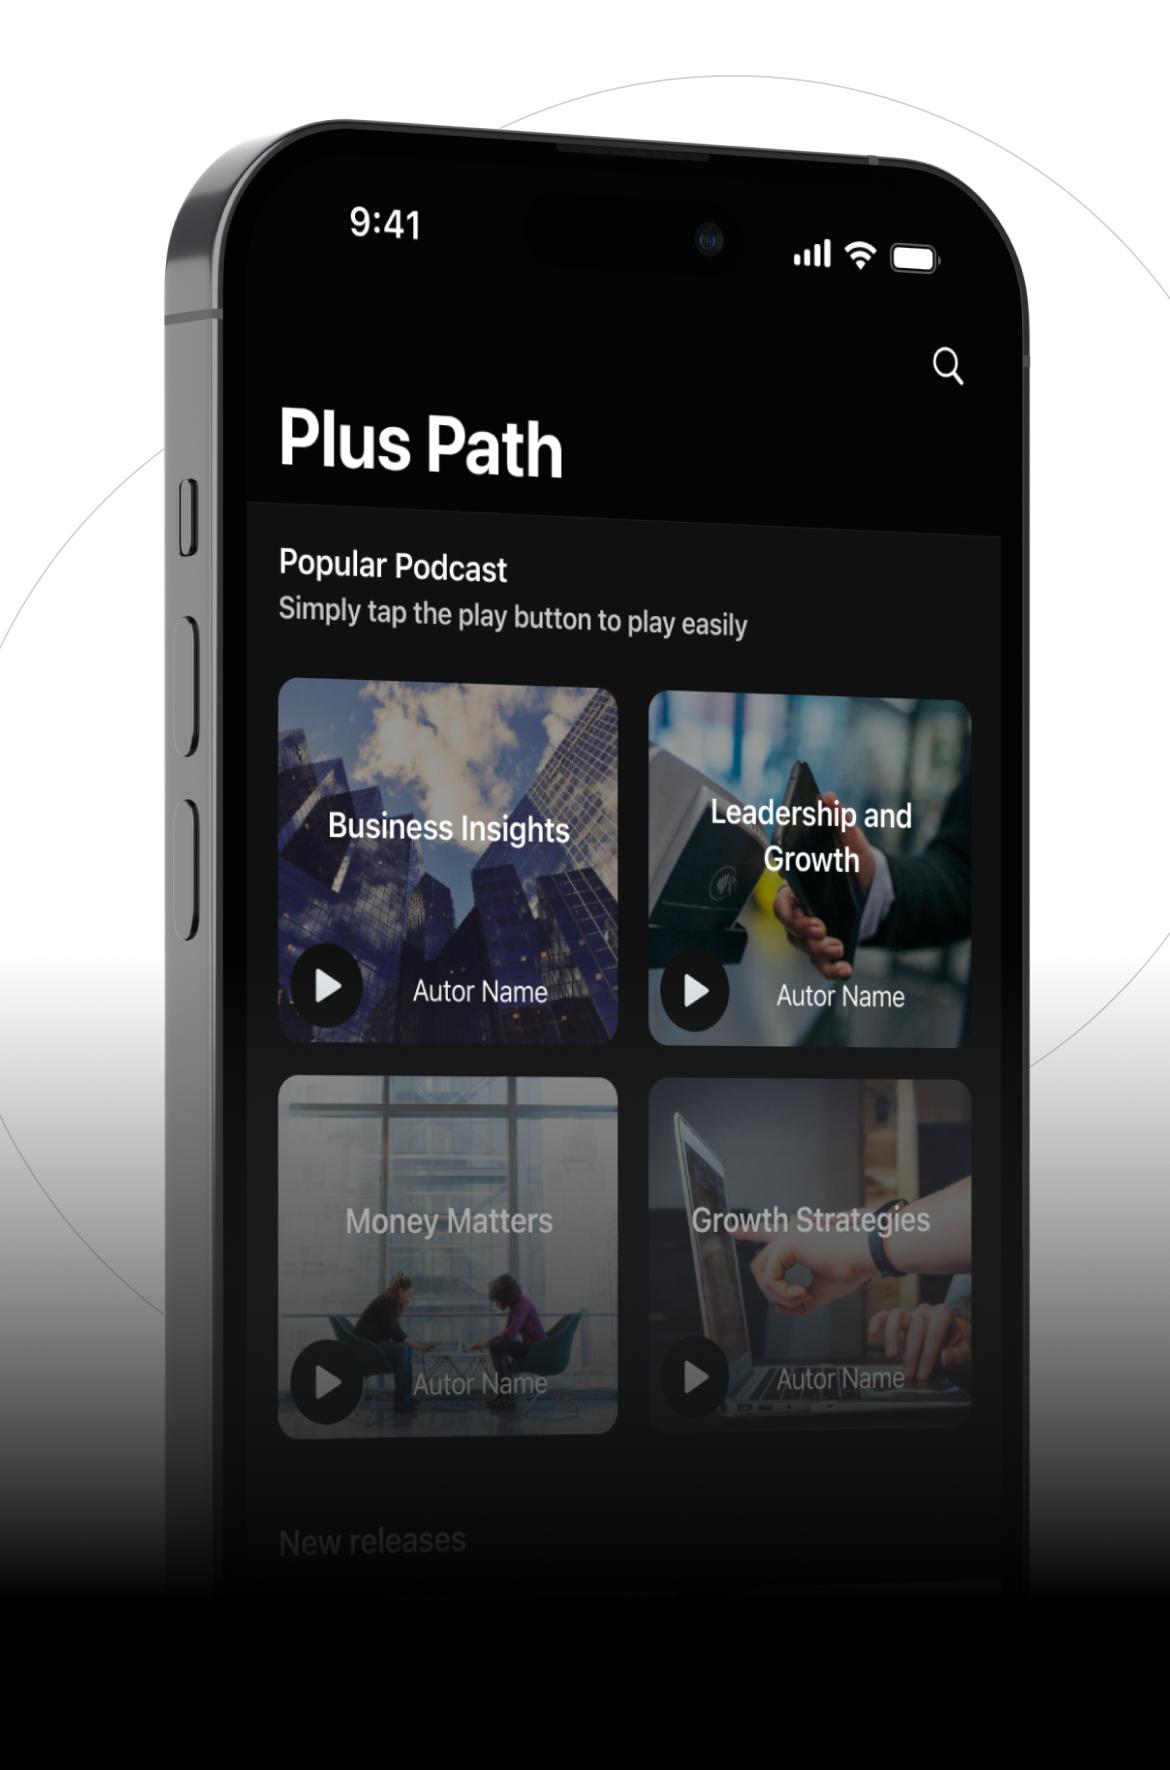 9:41
Plus Path
Popular Podcast
Simply tap the play button to play easily
Business Insights
Autor Name
Leadership and
Growth
Autor Name
Money Matters
Autor Name
Growth Strategies
Autor Name
New releases